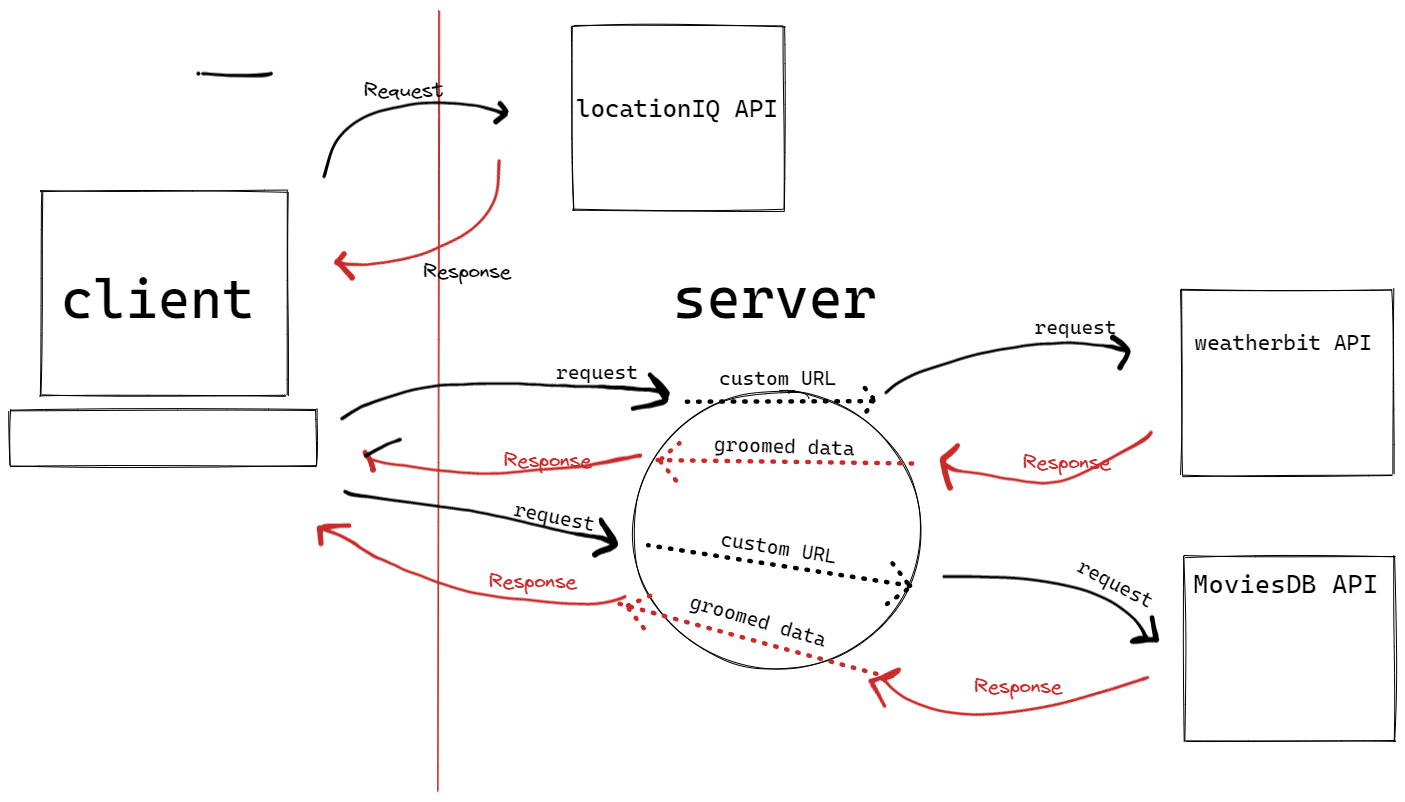 Request
locationIQ API
Response
client
server
request
weatherbit API
request
custom URL
groomed data
Response
Response
request
custom URL
Response
groomed data
request
MoviesDB API
Response